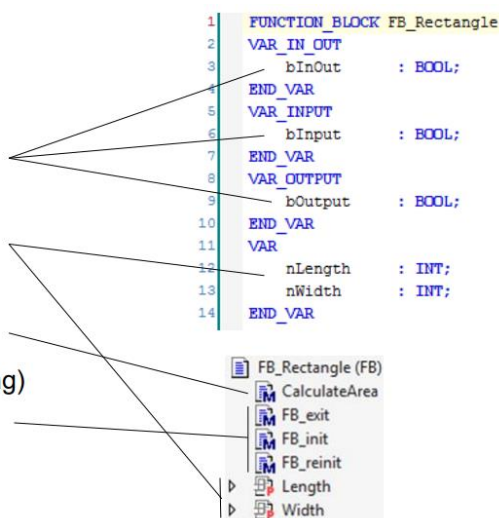 1 FUNCTION_BLOCK FB_Rectangle
2 VAR_IN_OUT
3 bInOut : BOOL;
4 END_VAR
5 VAR_INPUT
6 bInput : BOOL;
7 END_VAR
8 VAR_OUTPUT
9 bOutput : BOOL;
10 END_VAR
11 VAR
12 nLength : INT;
13 nWidth : INT;
14 END_VAR
FB_Rectangle (FB)
CalculateArea
g)
FB_exit
FB_init
FB_reinit
Length
Width